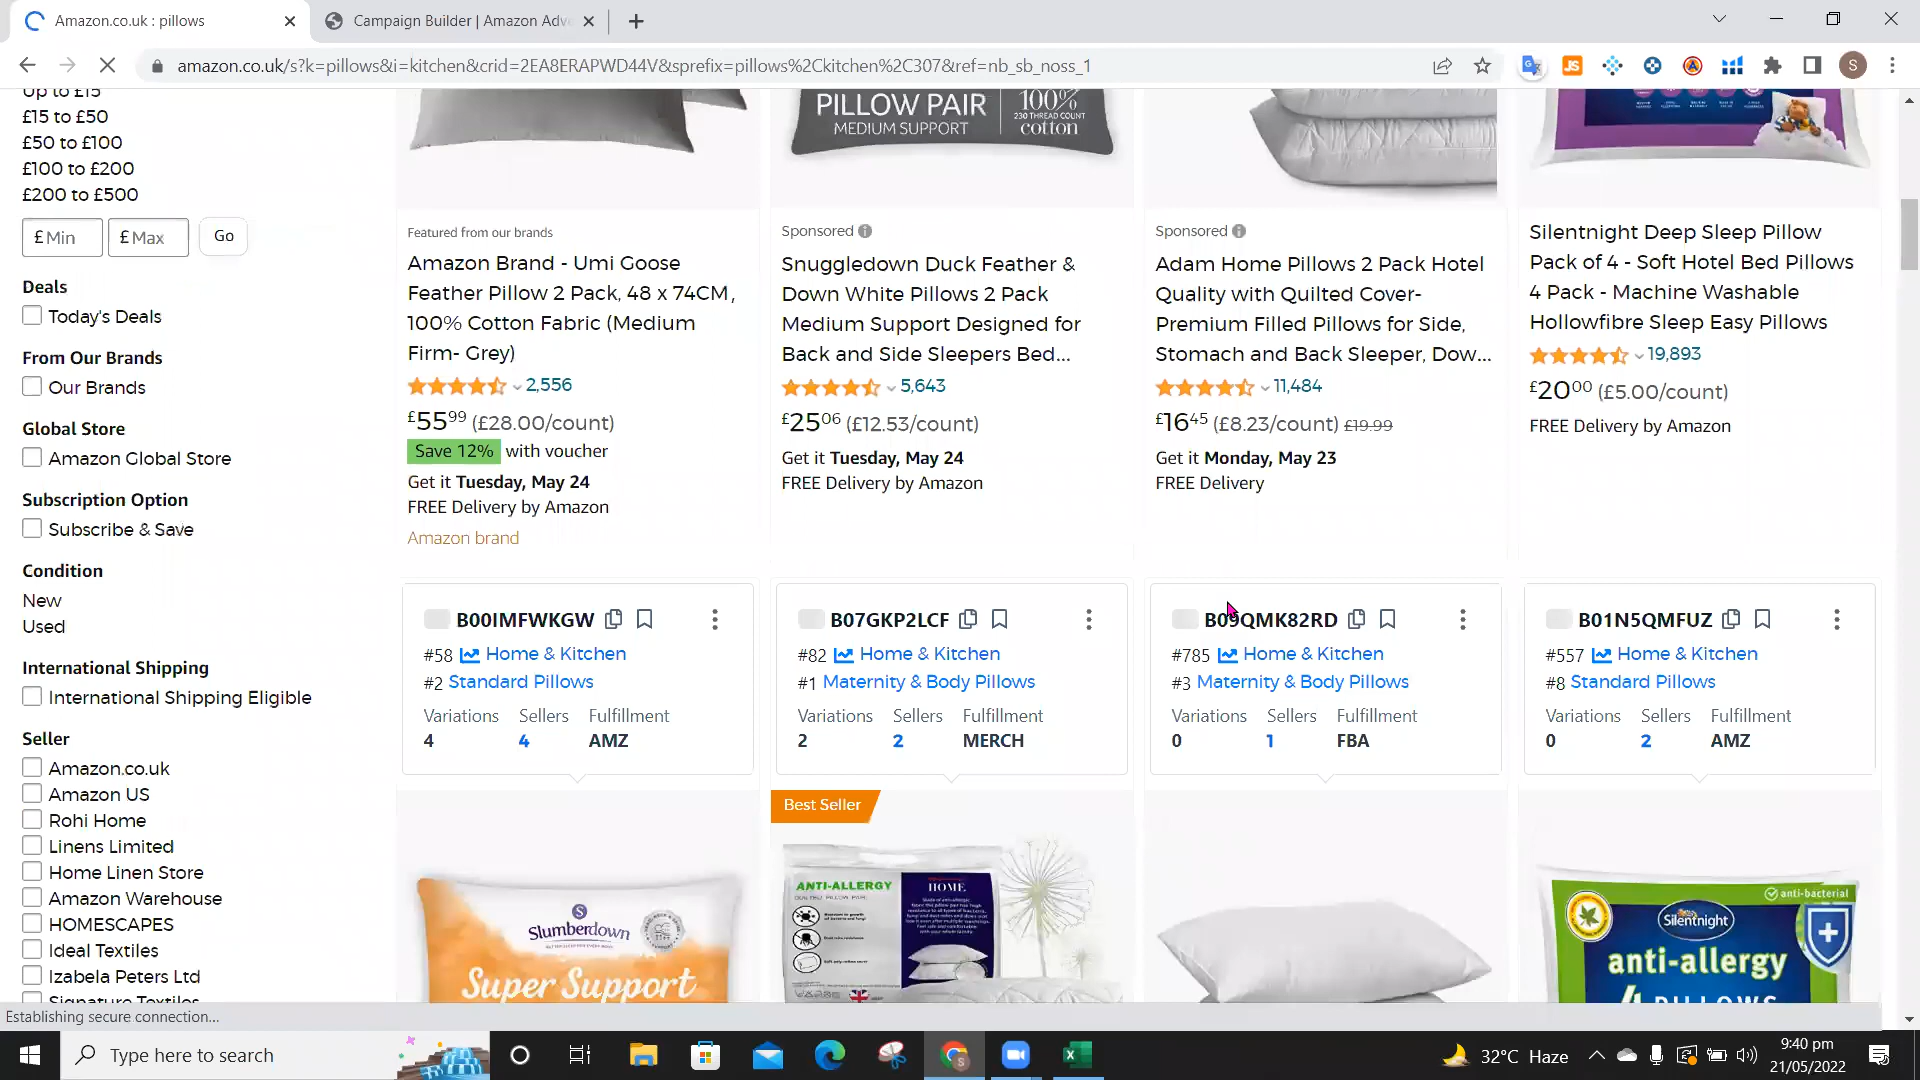 Amazon.co.uk : pillows
Campaign Builder | Amazon Adve
amazon.co.uk/s?k=pillows&i=kitchen&crid=2EA8ERAPWD44V&sprefix=pillows%2Ckitchen%2C307&ref=nb_sb_noss_1
S
Up to £15
£15 to £50
£50 to £100
£100 to £200
£200 to £500
£ Min
£ Max
Go
Deals
Today's Deals
From Our Brands
Our Brands
Global Store
Amazon Global Store
Subscription Option
Subscribe & Save
Condition
New
Used
International Shipping
International Shipping Eligible
Seller
Amazon.co.uk
Amazon US
Rohi Home
Linens Limited
Home Linen Store
Amazon Warehouse
HOMESCAPES
Ideal Textiles
Izabela Peters Ltd
Signature Textiles
Featured from our brands
Amazon Brand - Umi Goose
Feather Pillow 2 Pack, 48 x 74CM,
100% Cotton Fabric (Medium
Firm- Grey)
2,556
£55.99 (£28.00/count)
Save 12% with voucher
Get it Tuesday, May 24
FREE Delivery by Amazon
Amazon brand
PILLOW PAIR
MEDIUM SUPPORT
100%
230 THREAD COUNT
cotton
Sponsored
Snuggledown Duck Feather &
Down White Pillows 2 Pack
Medium Support Designed for
Back and Side Sleepers Bed...
5,643
£25.06 (£12.53/count)
Get it Tuesday, May 24
FREE Delivery by Amazon
Sponsored
Adam Home Pillows 2 Pack Hotel
Quality with Quilted Cover-
Premium Filled Pillows for Side,
Stomach and Back Sleeper, Dow...
11,484
£16.45 (£8.23/count) £19.99
Get it Monday, May 23
FREE Delivery
Silentnight Deep Sleep Pillow
Pack of 4 - Soft Hotel Bed Pillows
4 Pack - Machine Washable
Hollowfibre Sleep Easy Pillows
19,893
£20.00 (£5.00/count)
FREE Delivery by Amazon
B00IMFWKGW
#58 Home & Kitchen
#2 Standard Pillows
Variations Sellers Fulfillment
4 4 AMZ
B07GKP2LCF
#82 Home & Kitchen
#1 Maternity & Body Pillows
Variations Sellers Fulfillment
2 2 MERCH
B09QMK82RD
#785 Home & Kitchen
#3 Maternity & Body Pillows
Variations Sellers Fulfillment
0 1 FBA
B01N5QMFUZ
#557 Home & Kitchen
#8 Standard Pillows
Variations Sellers Fulfillment
0 2 AMZ
Slumberdown
Super Support
Best Seller
ANTI-ALLERGY
HOME
anti-bacterial
Silentnight
anti-allergy
4 PILLOWS
Establishing secure connection...
Type here to search
32°C Haze
9:40 pm
21/05/2022